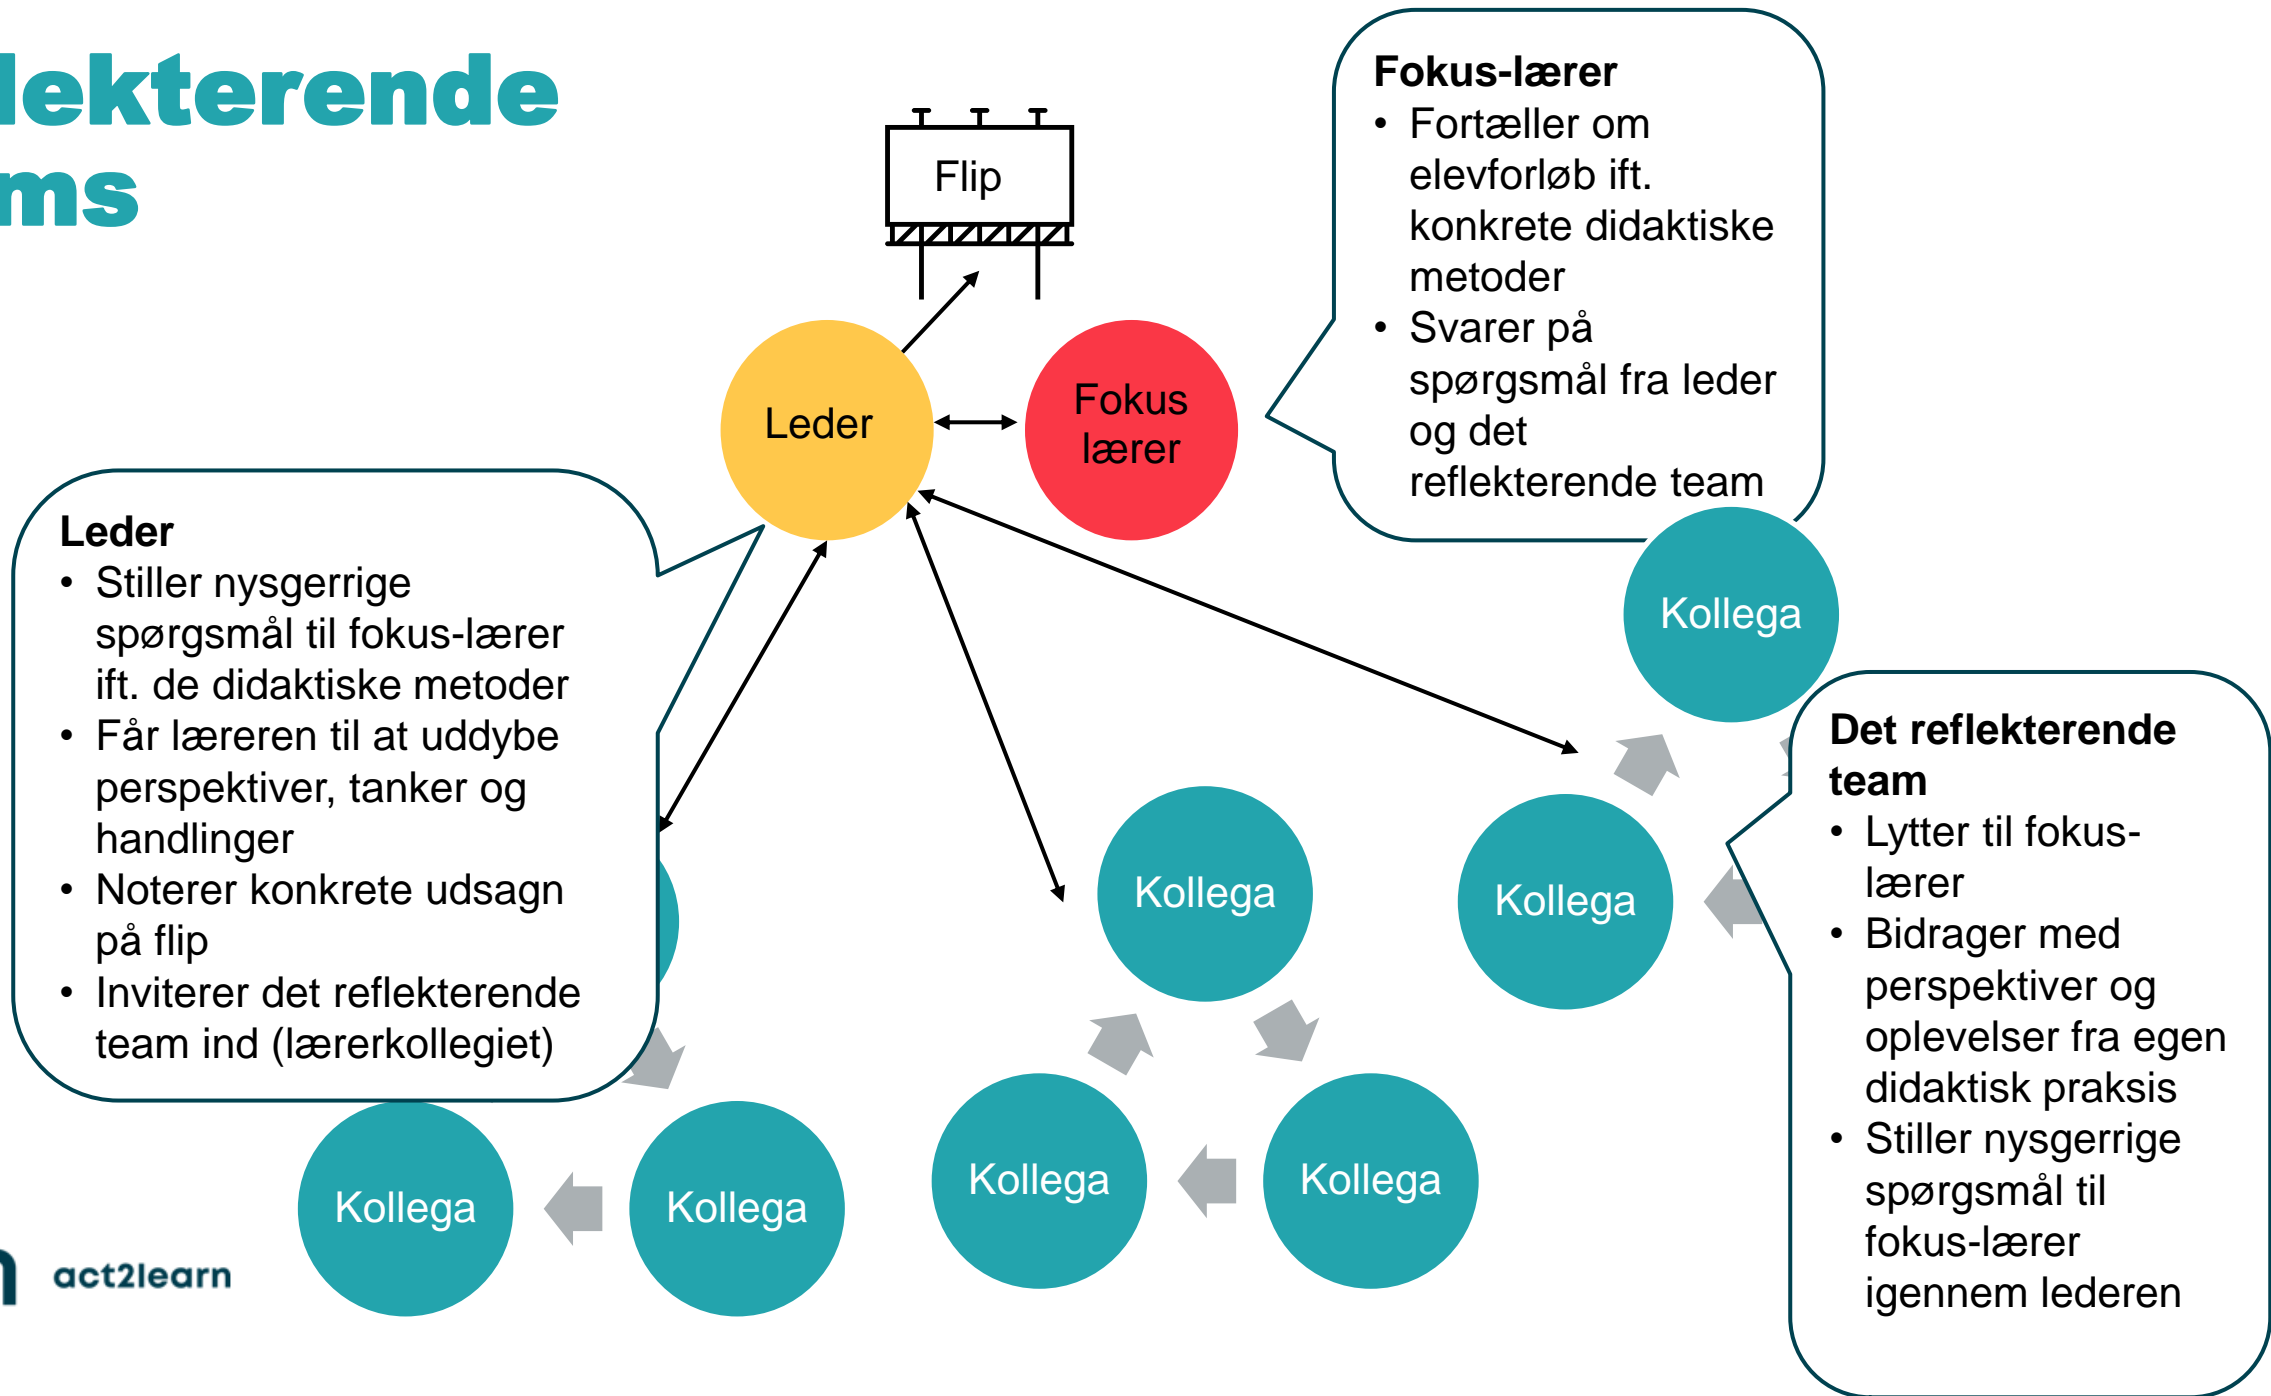 lekterende
ms
Flip
Leder
Fokus
lærer
Fokus-lærer
• Fortæller om
elevforløb ift.
konkrete didaktiske
metoder
• Svarer på
spørgsmål fra leder
og det
reflekterende team
Leder
• Stiller nysgerrige
spørgsmål til fokus-lærer
ift. de didaktiske metoder
• Får læreren til at uddybe
perspektiver, tanker og
handlinger
• Noterer konkrete udsagn
på flip
• Inviterer det reflekterende
team ind (lærerkollegiet)
Kollega
Kollega
Kollega
Kollega
Kollega
Kollega
Kollega
Det reflekterende
team
• Lytter til fokus-
lærer
• Bidrager med
perspektiver og
oplevelser fra egen
didaktisk praksis
• Stiller nysgerrige
spørgsmål til
fokus-lærer
igennem lederen
act2learn